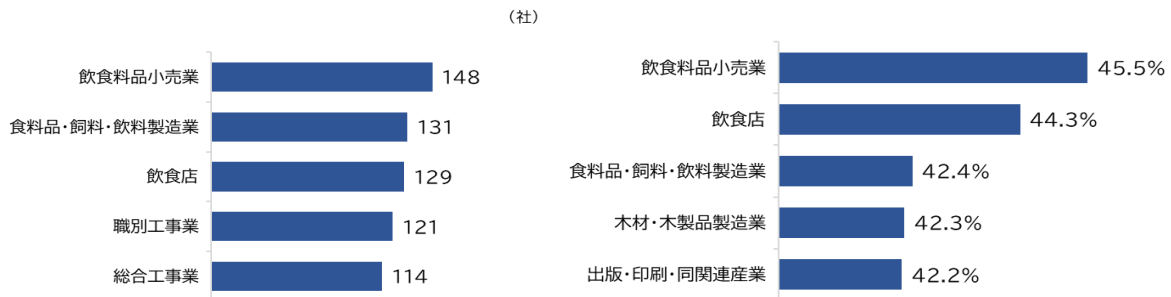 （社）
飲食料品小売業 148
食料品・飼料・飲料製造業 131
飲食店 129
職別工事業 121
総合工事業 114
飲食料品小売業 45.5%
飲食店 44.3%
食料品・飼料・飲料製造業 42.4%
木材・木製品製造業 42.3%
出版・印刷・同関連産業 42.2%